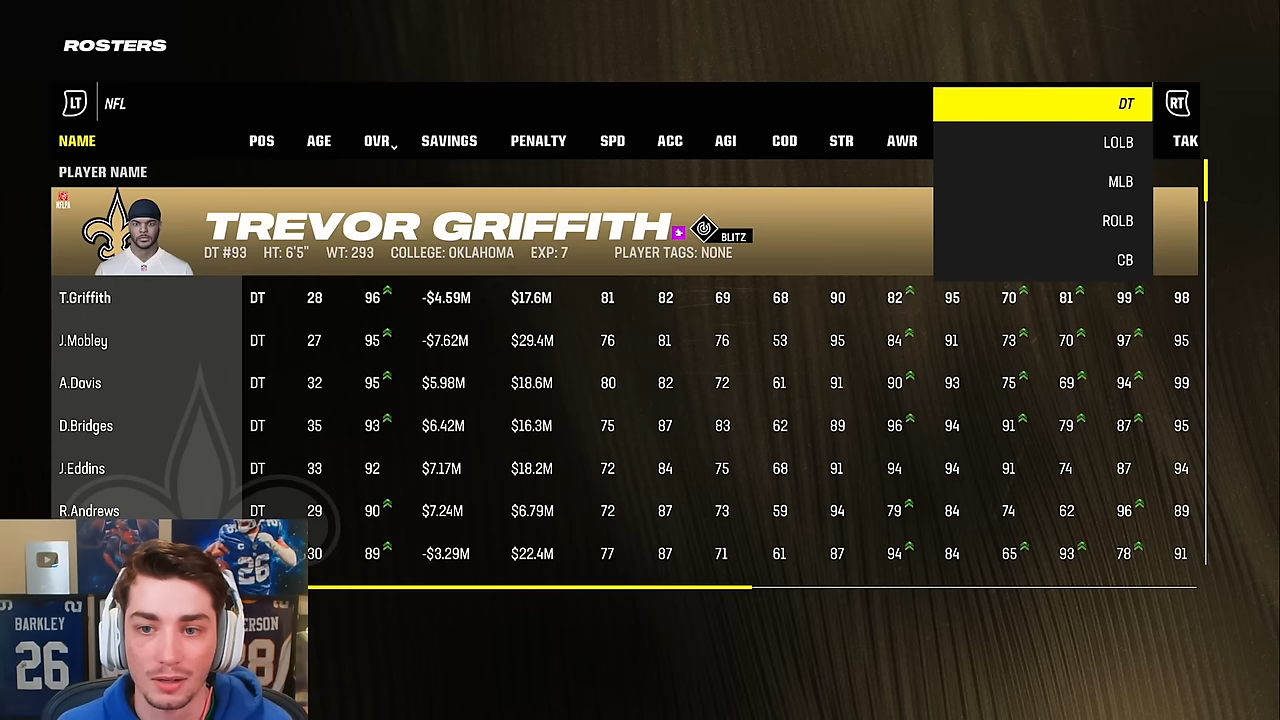 ROSTERS
LT NFL DT RT
NAME POS AGE OVR SAVINGS PENALTY SPD ACC AGI COD STR AWR LOLB TAK
PLAYER NAME
MLB
NFLPA
TREVOR GRIFFITH BLITZ ROLB
DT #93 HT: 6'5" WT: 293 COLLEGE: OKLAHOMA EXP: 7 PLAYER TAGS: NONE CB
T.Griffith DT 28 96 -$4.59M $17.6M 81 82 69 68 90 82 95 70 81 99 98
J.Mobley DT 27 95 -$7.62M $29.4M 76 81 76 53 95 84 91 73 70 97 95
A.Davis DT 32 95 $5.98M $18.6M 80 82 72 61 91 90 93 75 69 94 99
D.Bridges DT 35 93 $6.42M $16.3M 75 87 83 62 89 96 94 91 79 87 95
J.Eddins DT 33 92 $7.17M $18.2M 72 84 75 68 91 94 94 91 74 87 94
R.Andrews DT 29 90 $7.24M $6.79M 72 87 73 59 94 79 84 74 62 96 89
30 89 -$3.29M $22.4M 77 87 71 61 87 94 84 65 93 78 91
26
BARKLEY ERSON
26 8